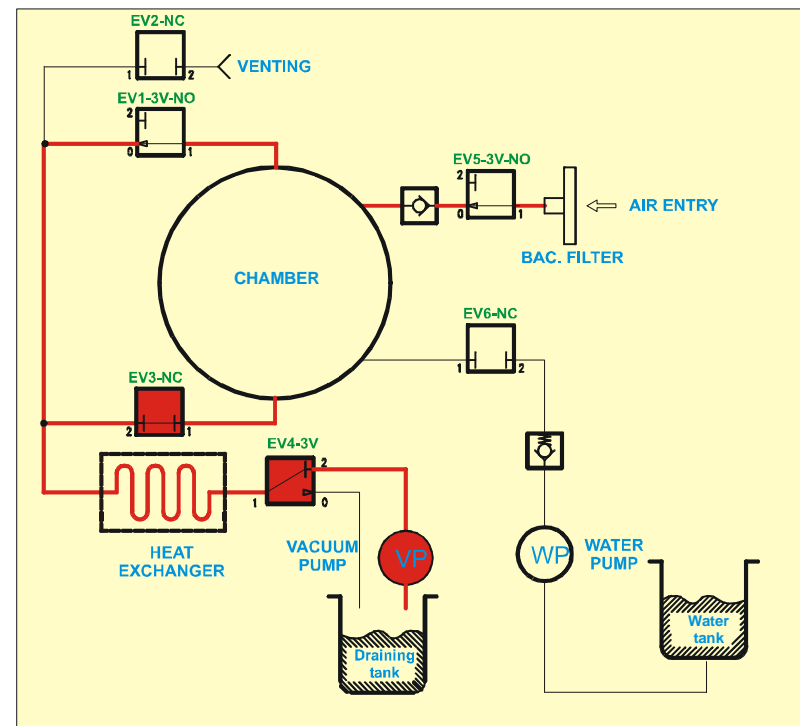 EV2-NC
1 2
VENTING
EV1-3V-NO
2
0 1
EV5-3V-NO
2
0 1
AIR ENTRY
BAC. FILTER
CHAMBER
EV6-NC
1 2
EV3-NC
2 1
EV4-3V
2
1 0
HEAT
EXCHANGER
VACUUM
PUMP
VP
WP
WATER
PUMP
Draining
tank
Water
tank